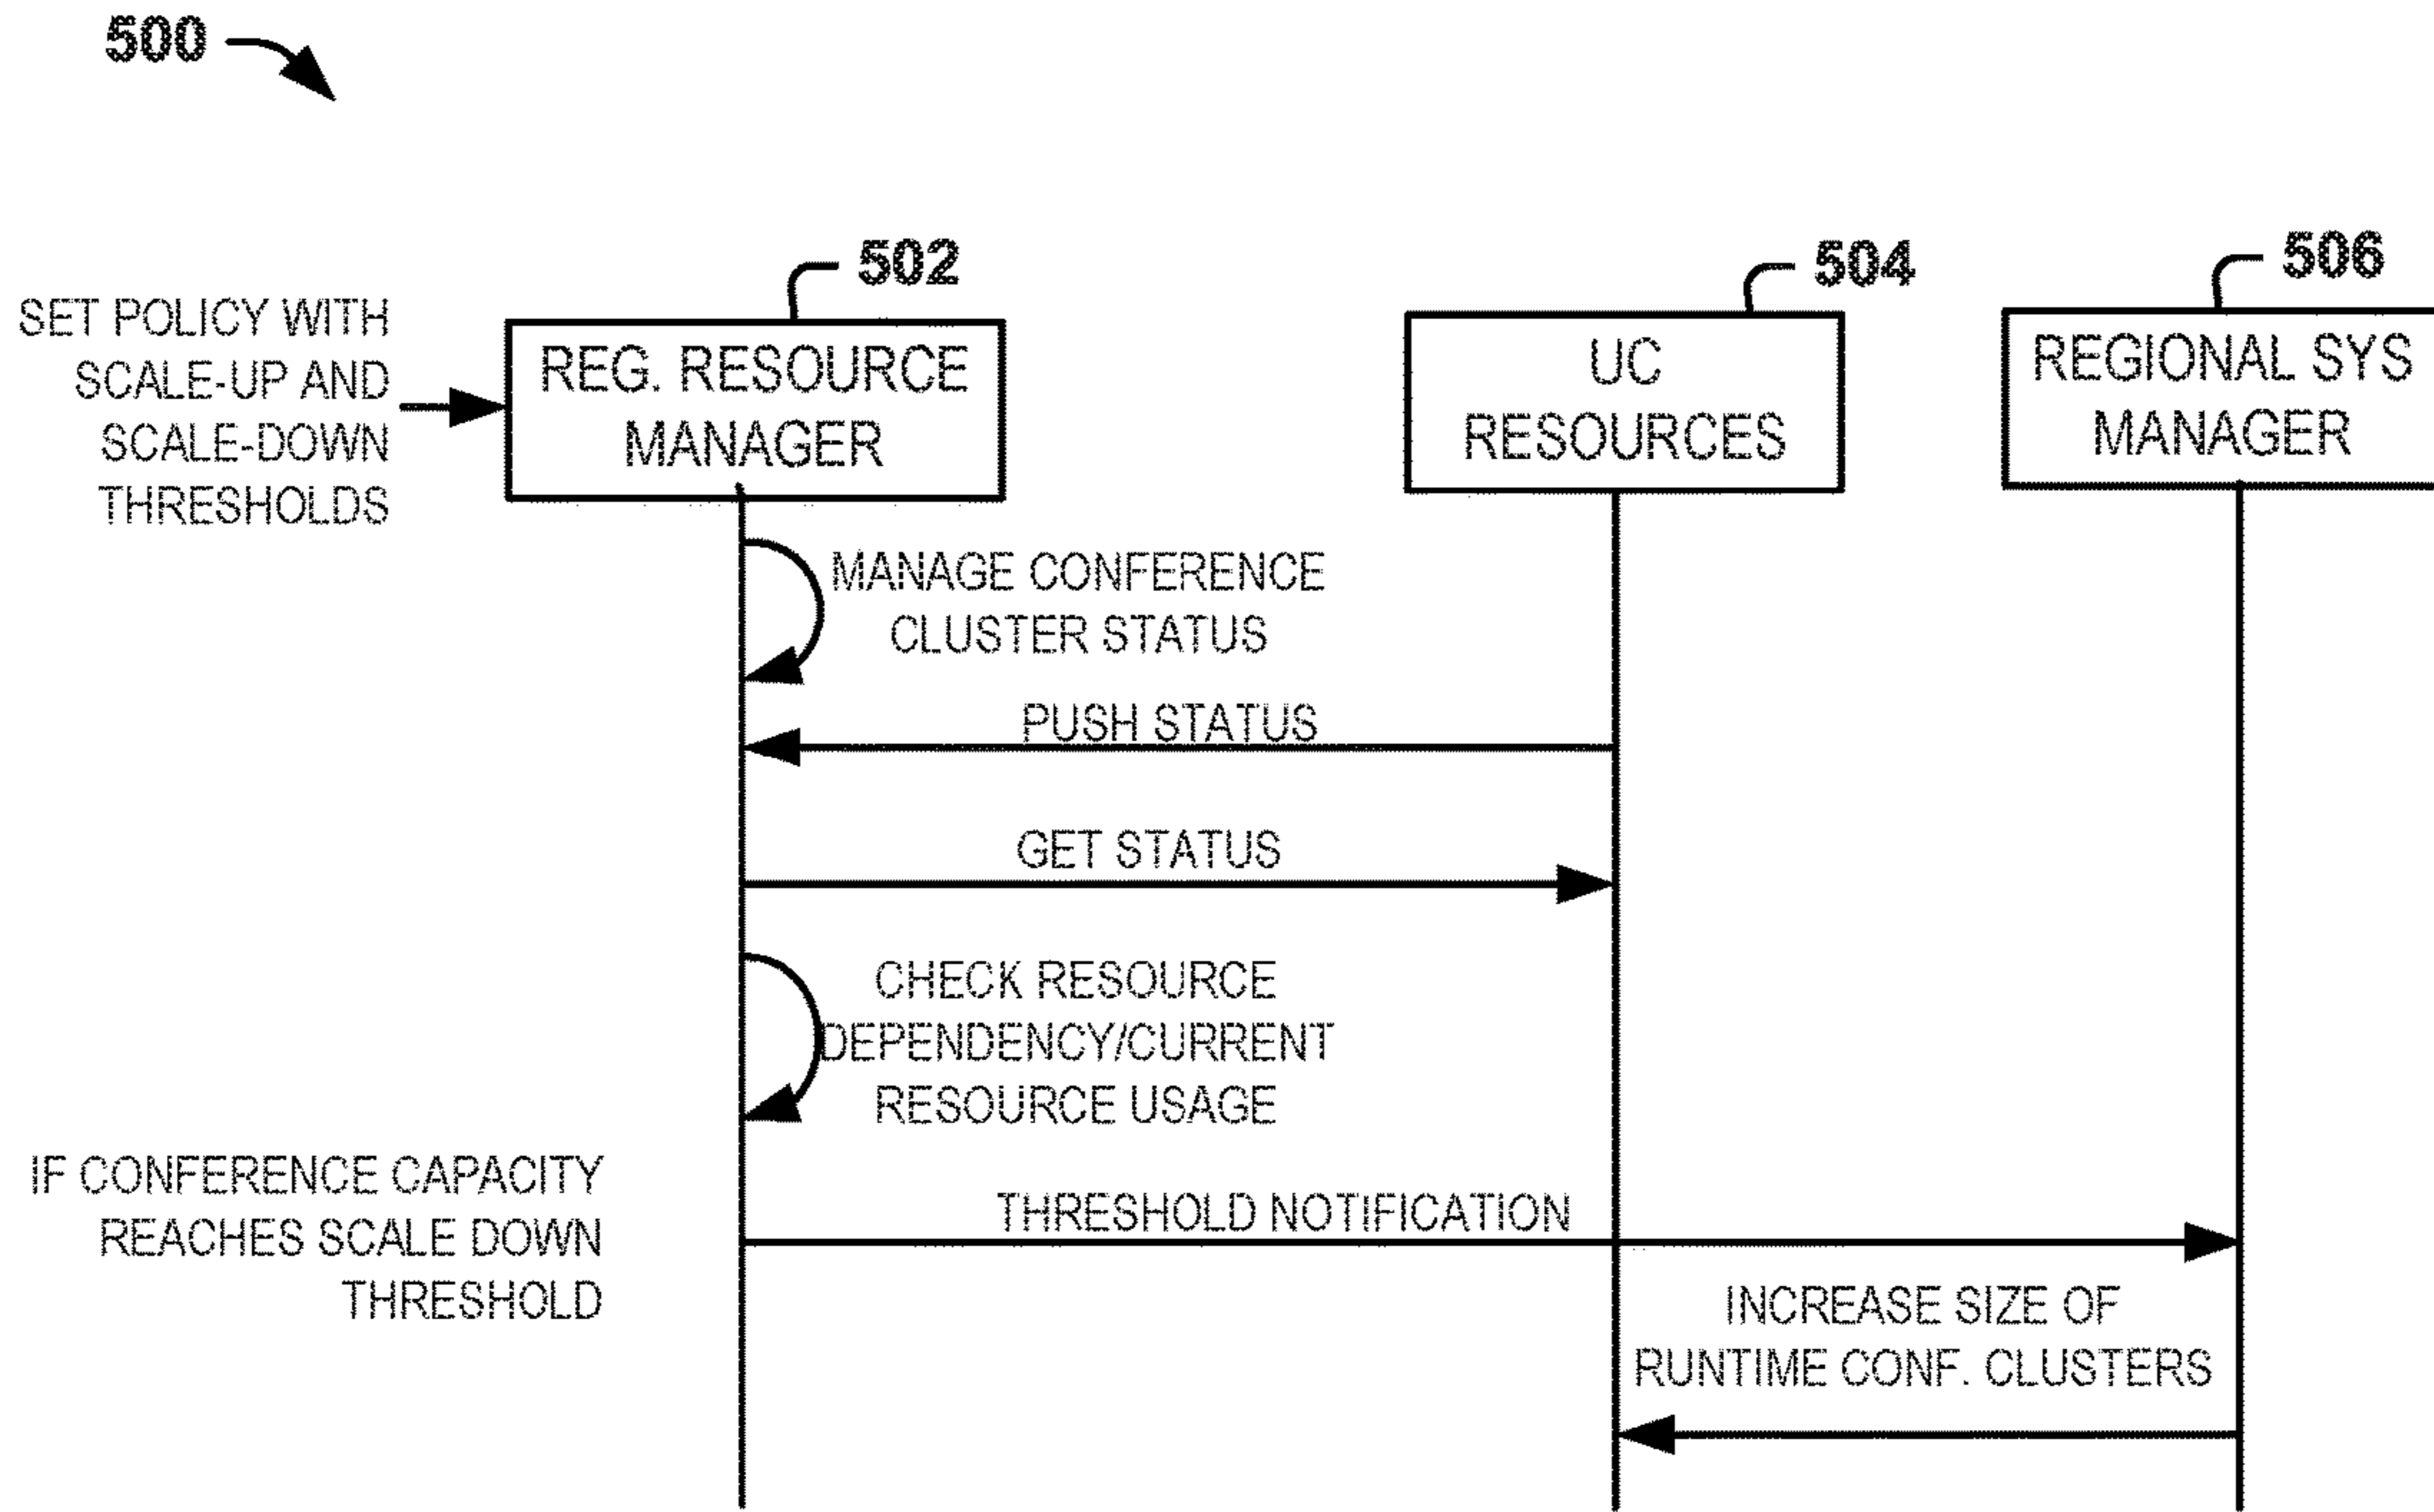 500
502
504
506
SET POLICY WITH
SCALE-UP AND
SCALE-DOWN
THRESHOLDS
REG. RESOURCE
MANAGER
UC
RESOURCES
REGIONAL SYS
MANAGER
MANAGE CONFERENCE
CLUSTER STATUS
PUSH STATUS
GET STATUS
CHECK RESOURCE
DEPENDENCY/CURRENT
RESOURCE USAGE
IF CONFERENCE CAPACITY
REACHES SCALE DOWN
THRESHOLD
THRESHOLD NOTIFICATION
INCREASE SIZE OF
RUNTIME CONF. CLUSTERS